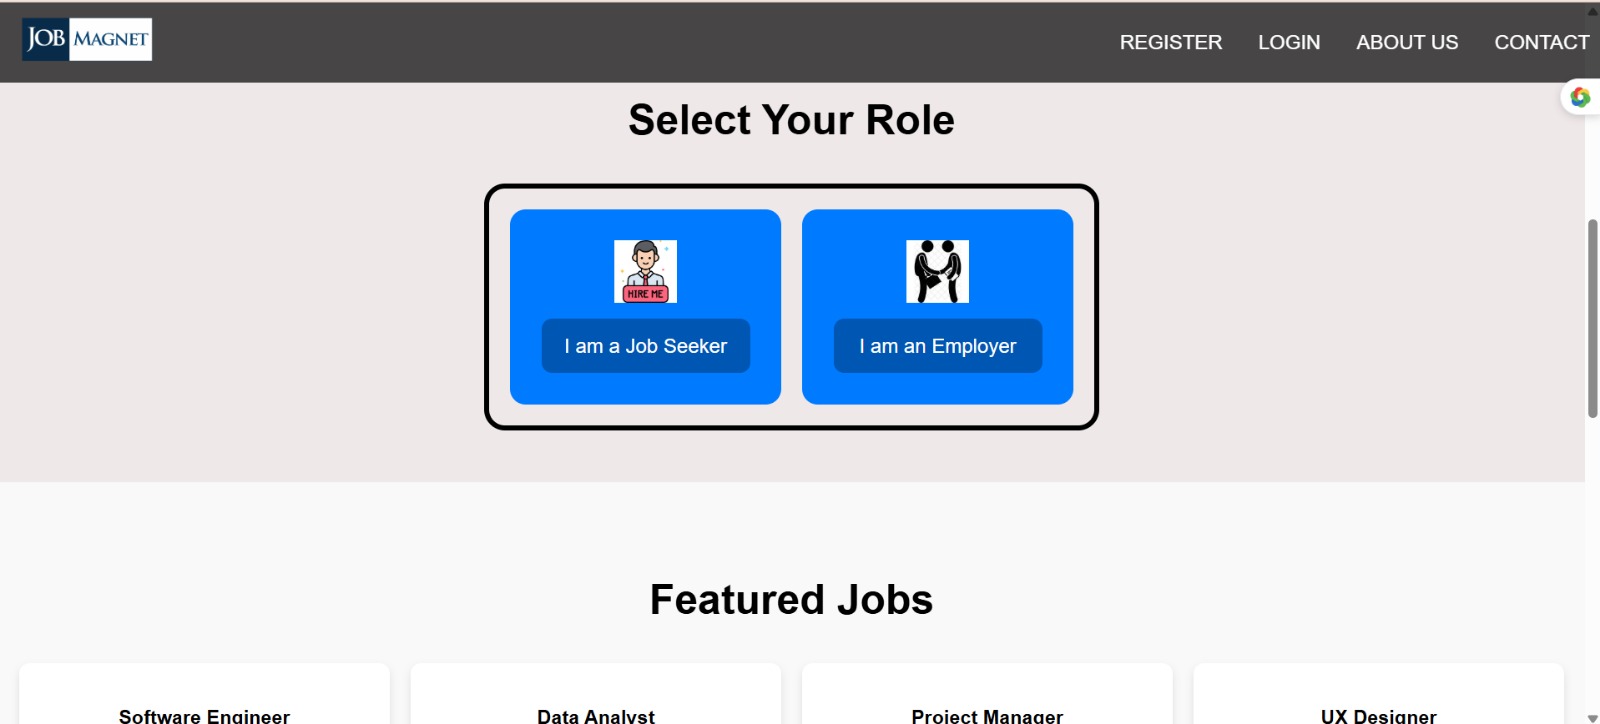 JOB MAGNET
REGISTER LOGIN ABOUT US CONTACT
Select Your Role
HIRE ME
I am a Job Seeker I am an Employer
Featured Jobs
Software Engineer Data Analyst Project Manager UX Designer